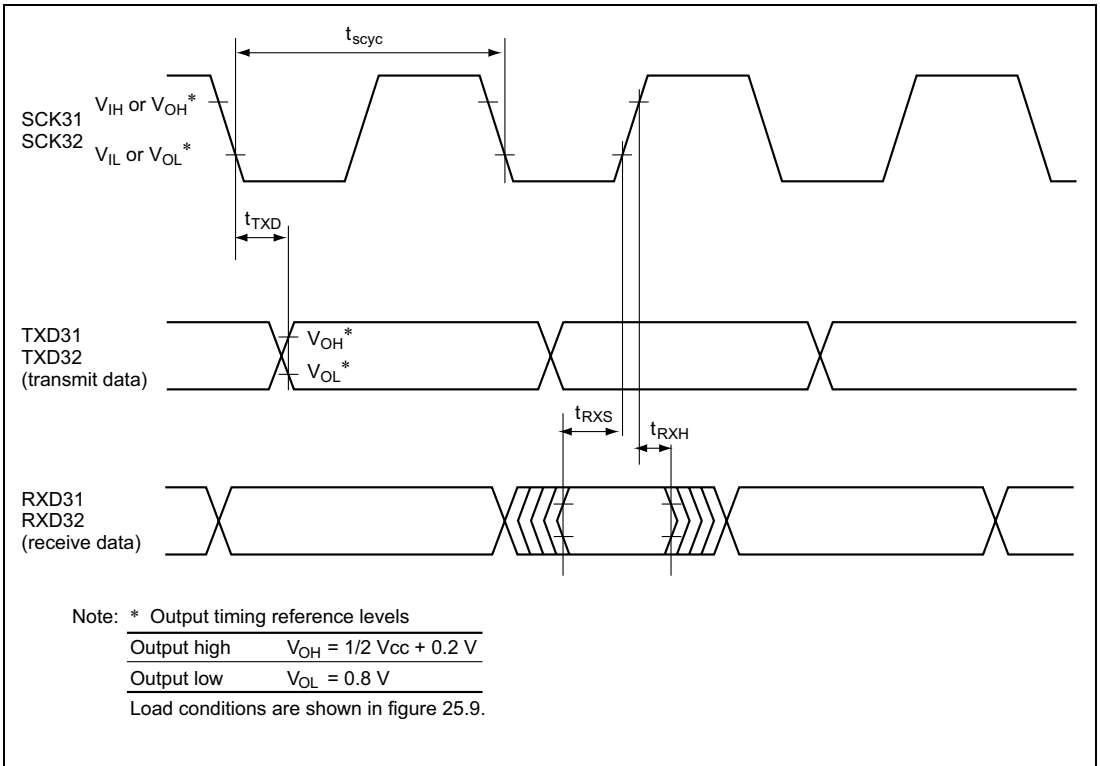 tscyc
SCK31
SCK32
VIH or VOH*
VIL or VOL*
tTXD
TXD31
TXD32
(transmit data)
VOH*
VOL*
tRXS
tRXH
RXD31
RXD32
(receive data)
Note: * Output timing reference levels
Output high VOH = 1/2 Vcc + 0.2 V
Output low VOL = 0.8 V
Load conditions are shown in figure 25.9.